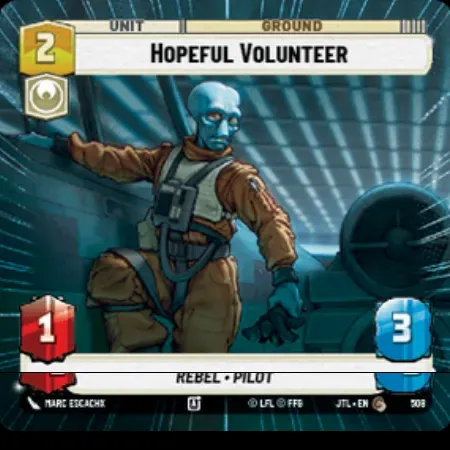 UNIT GROUND
2
HOPEFUL VOLUNTEER
1
3
REBEL • PILOT
MARC ESCACHX
A
© LFL © FFG
JTL • EN
508